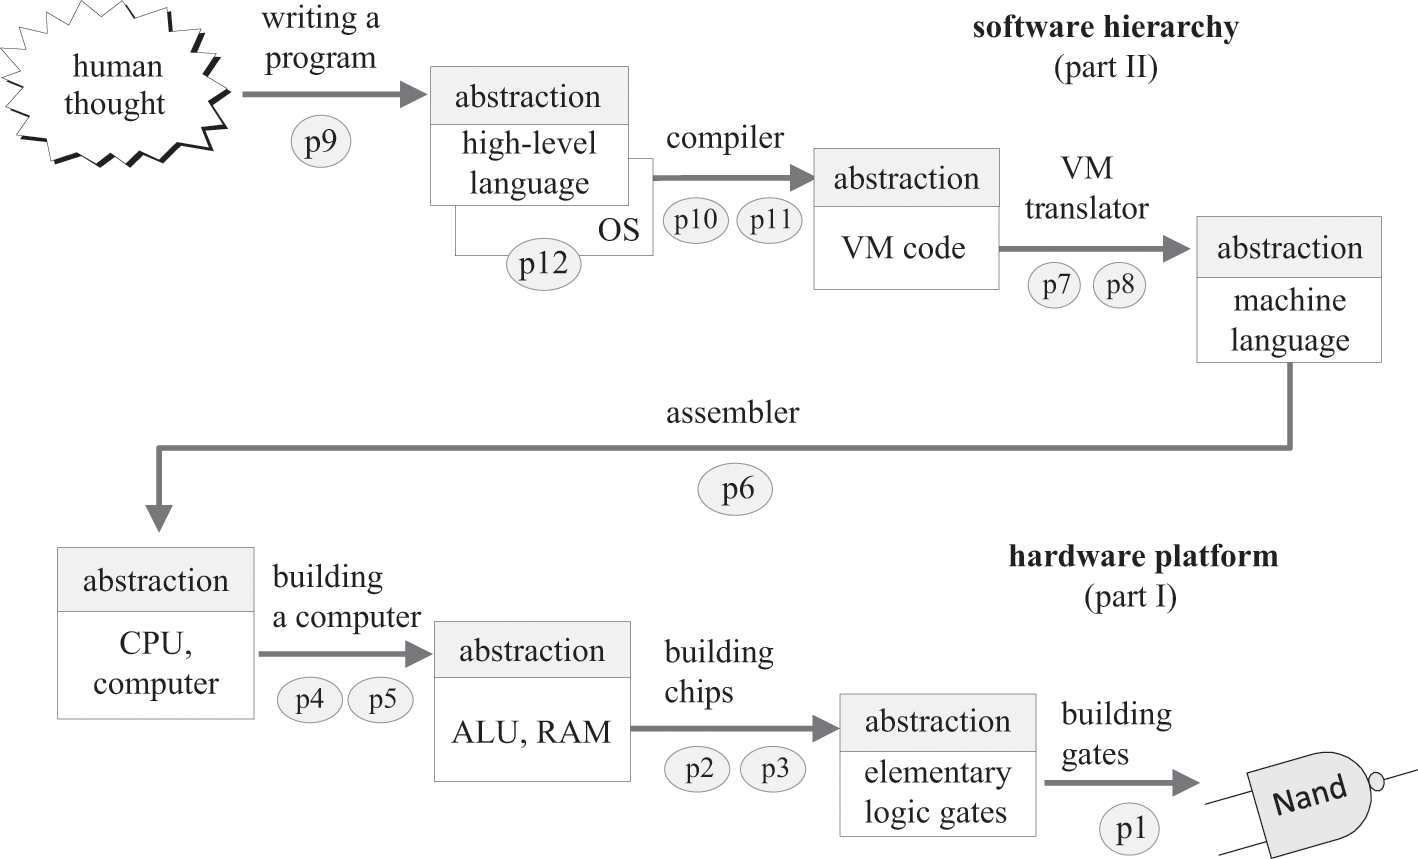 human
thought
writing a
program
p9
abstraction
high-level
language
OS
p12
compiler
p10
p11
abstraction
VM code
VM
translator
p7
p8
abstraction
machine
language
software hierarchy
(part II)
assembler
p6
hardware platform
(part I)
abstraction
CPU,
computer
building
a computer
p4
p5
abstraction
ALU, RAM
building
chips
p2
p3
abstraction
elementary
logic gates
building
gates
p1
Nand